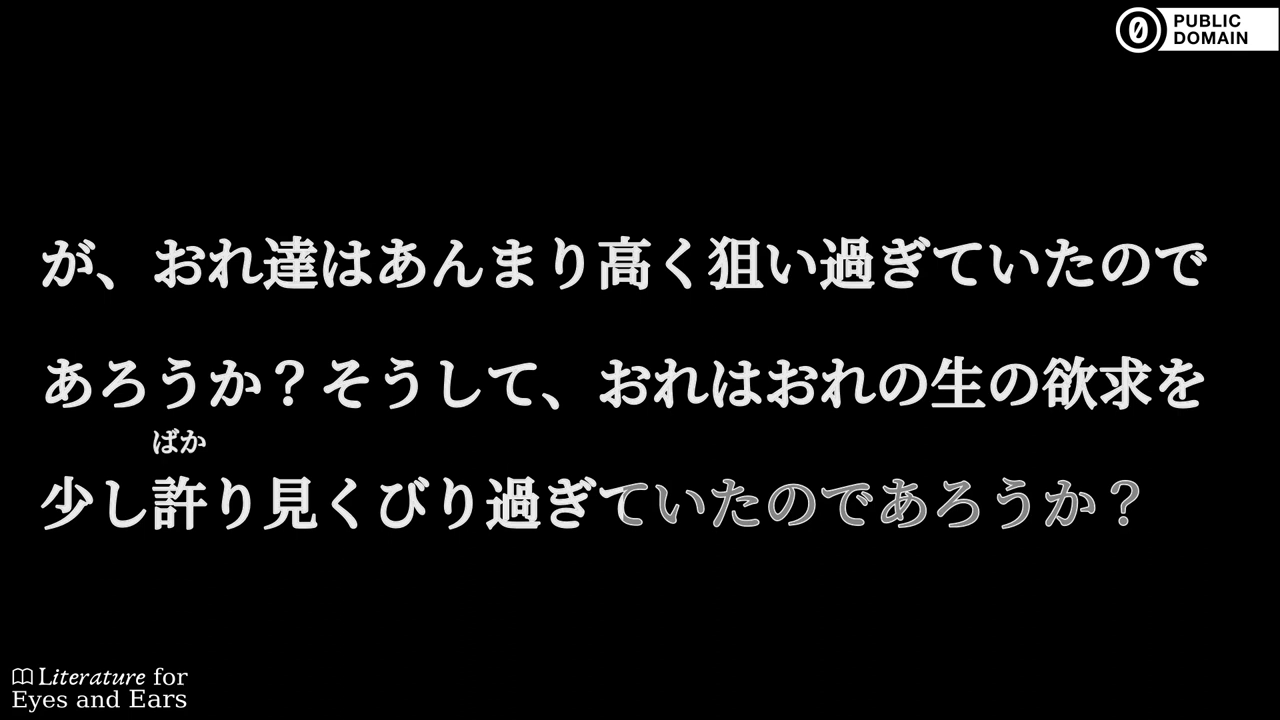 PUBLIC
DOMAIN
が、おれ達はあんまり高く狙い過ぎていたので
あろうか？そうして、おれはおれの生の欲求を
ばか
少し許り見くびり過ぎていたのであろうか？
Literature for
Eyes and Ears